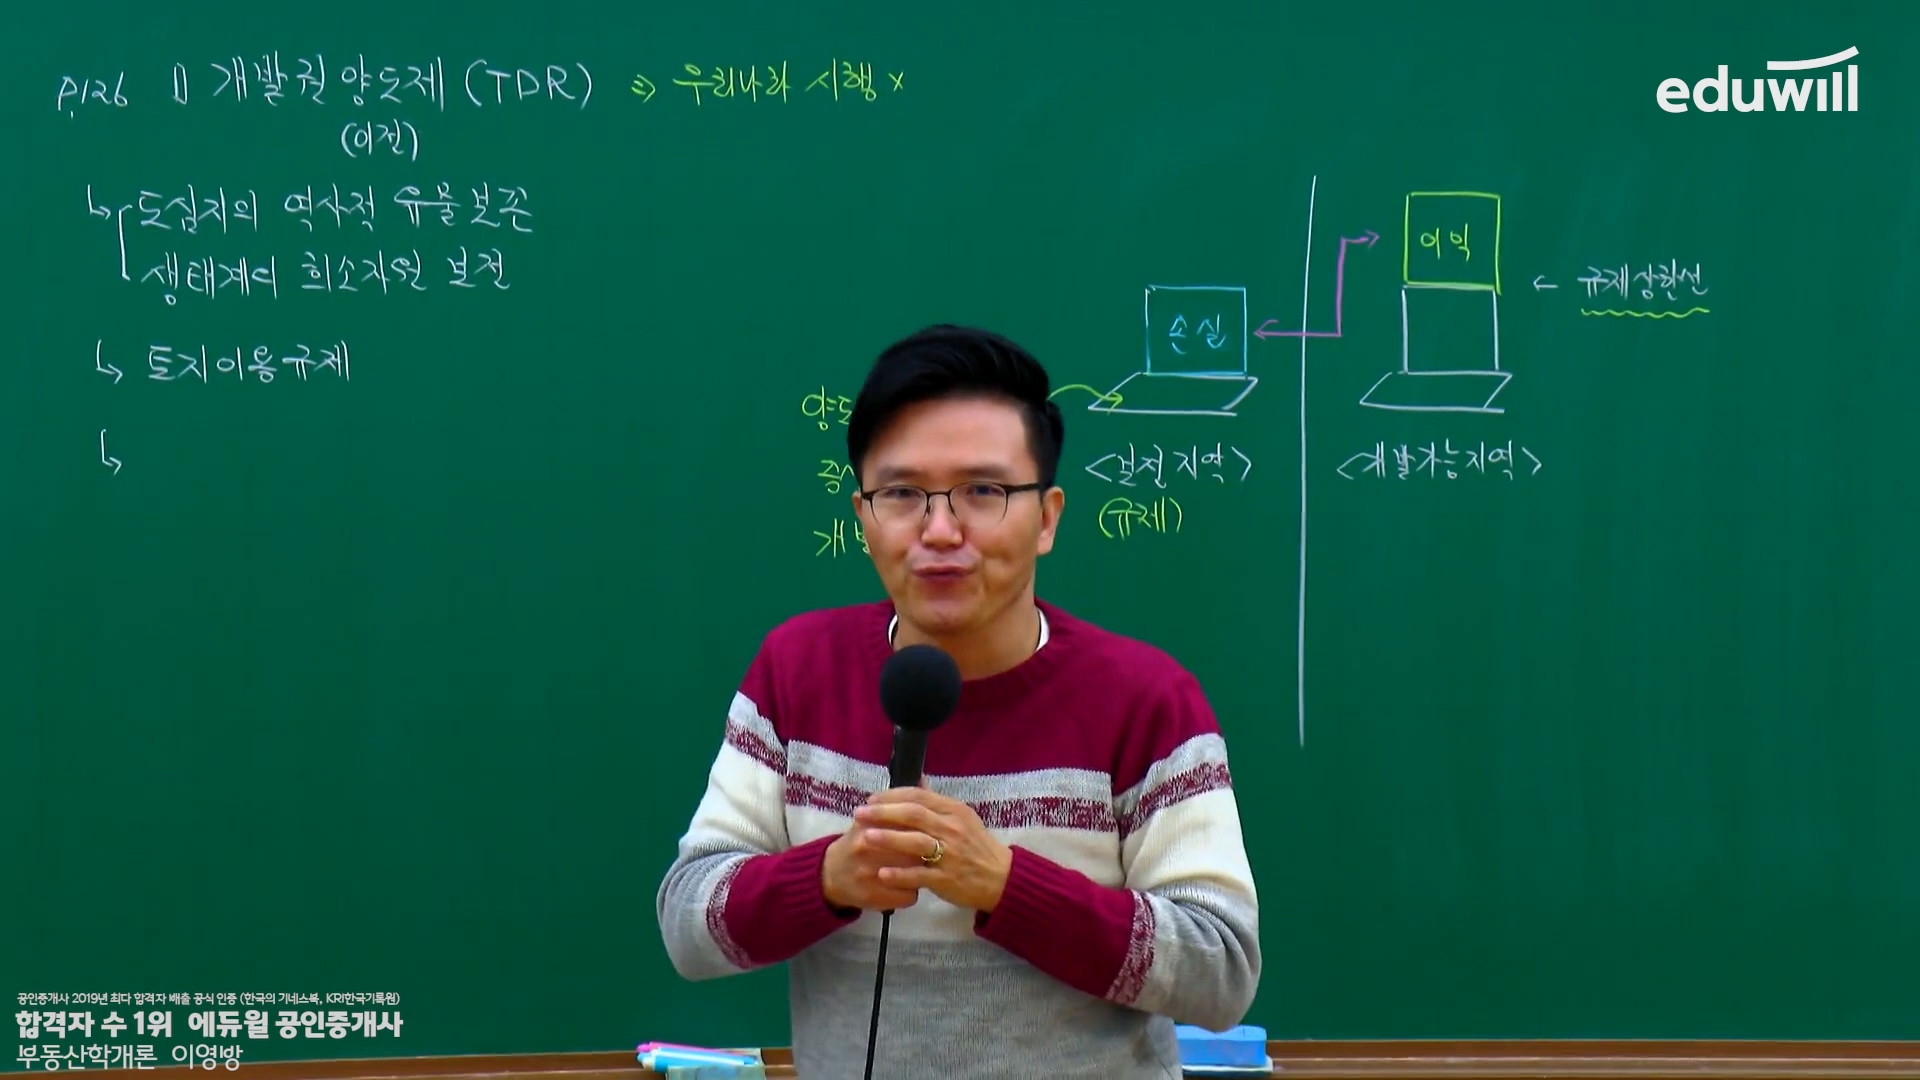 P.126 1) 개발권양도제 (TDR) ⇒ 우리나라 시행 ×
(이전)
도심지의 역사적 유물보존
생태계의 희소자원 보전
토지이용규제
손실
이익
← 규제상한선
<보전지역>
(규제)
<개발가능지역>
eduwill
공인중개사 2019년 최다 합격자 배출 공식 인증 (한국의 기네스북, KRI한국기록원)
합격자 수 1위 에듀윌 공인중개사
부동산학개론 이영방